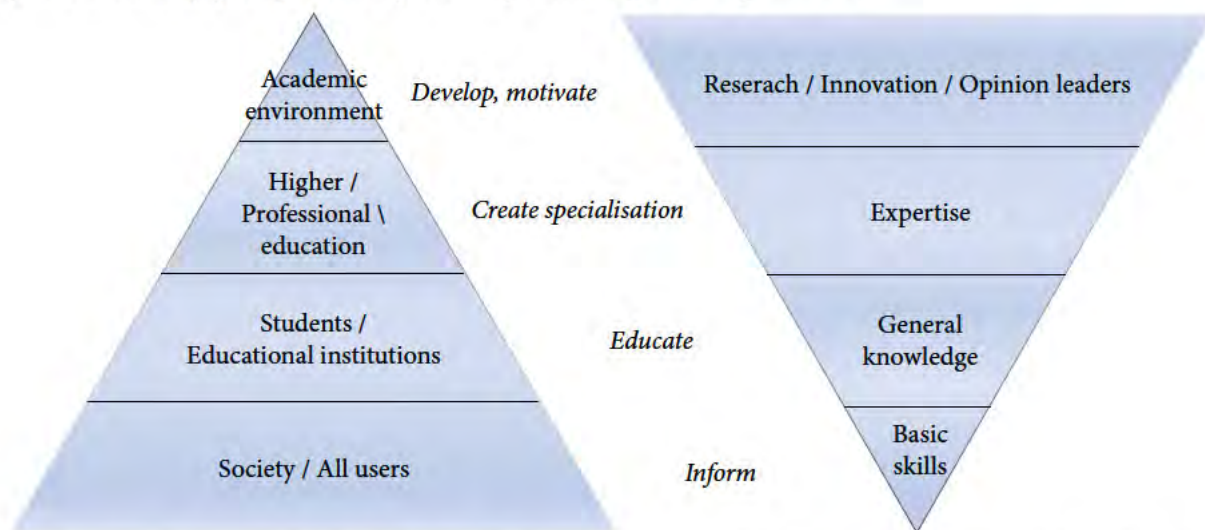 Academic
environment
Develop, motivate
Reserach / Innovation / Opinion leaders
Higher /
Professional \
education
Create specialisation
Expertise
Students /
Educational institutions
Educate
General
knowledge
Society / All users
Inform
Basic
skills